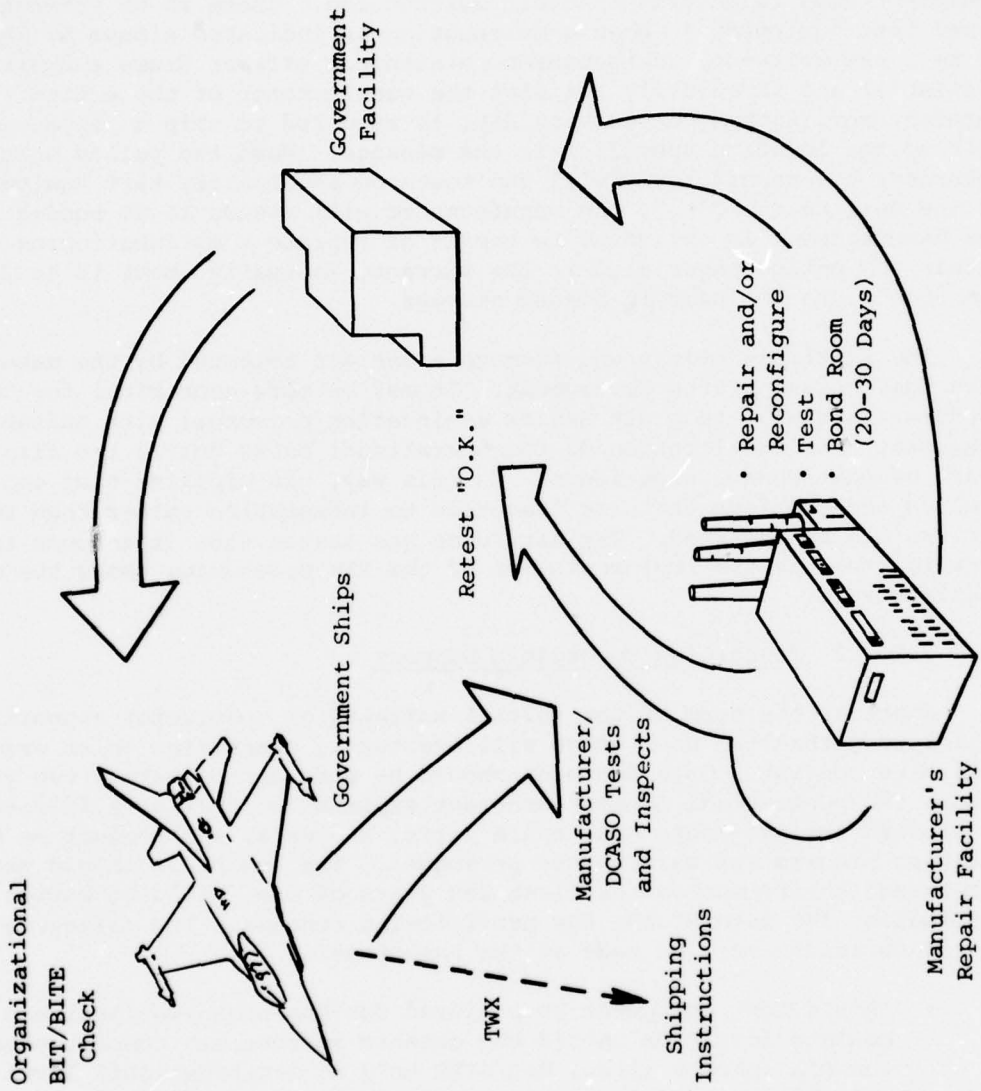 Organizational
BIT/BITE
Check
Government Ships
TWX
Shipping
Instructions
Manufacturer/
DCASO Tests
and Inspects
Manufacturer's
Repair Facility
Repair and/or
Reconfigure
. Test
. Bond Room
(20-30 Days)
Retest "O.K."
Government
Facility